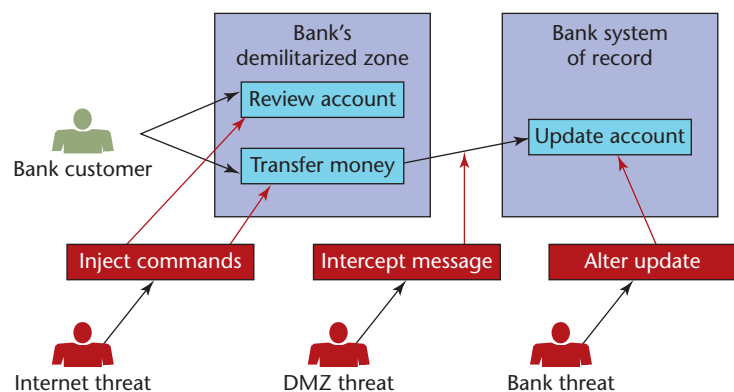 Bank's
demilitarized zone
Bank system
of record
Review account
Update account
Transfer money
Bank customer
Inject commands
Intercept message
Alter update
Internet threat
DMZ threat
Bank threat